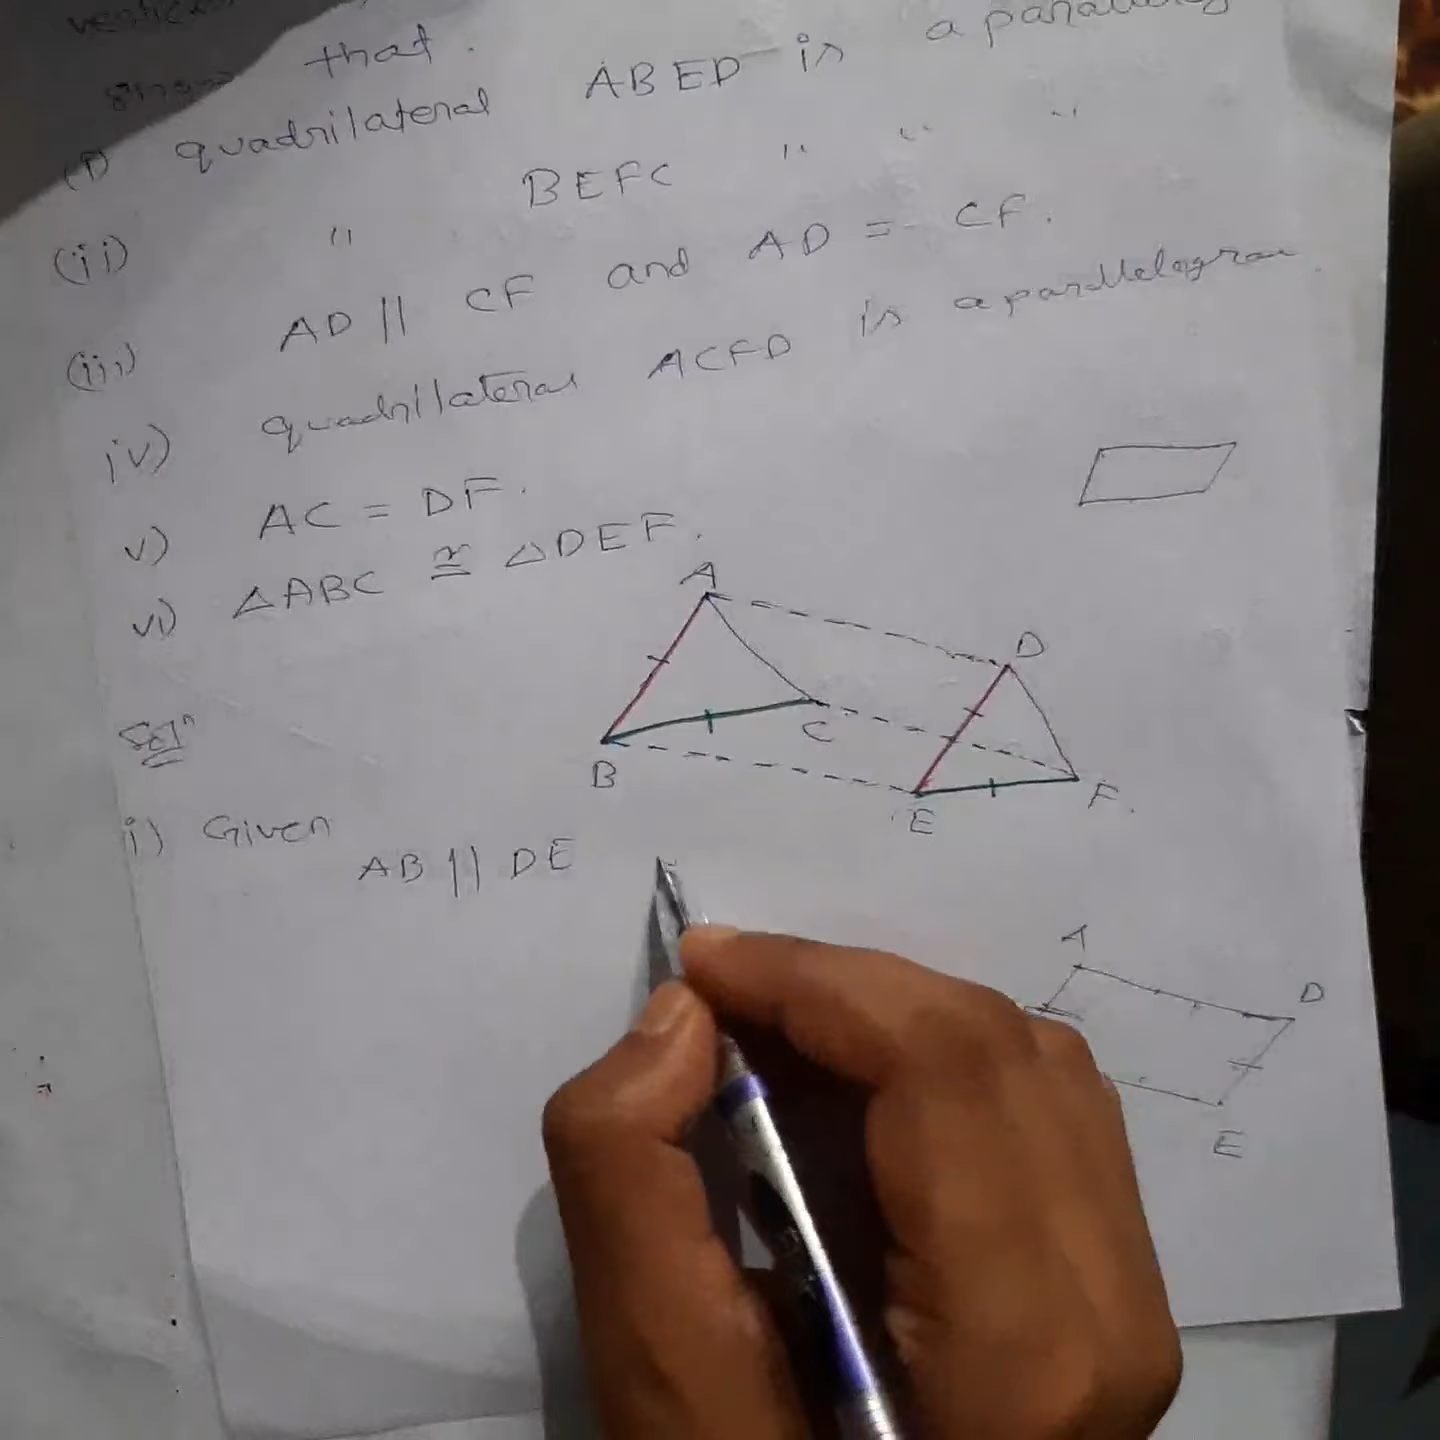 that.
(i) quadrilateral ABED is a
(ii) " BEFC " " "
(iii) AD || CF and AD = CF.
iv) quadrilateral ACFD is a parallelogram.
v) AC = DF.
vi) △ABC ≅ △DEF.
A
D
C
B
E
F.
Solⁿ
i) Given
AB || DE
A
D
E